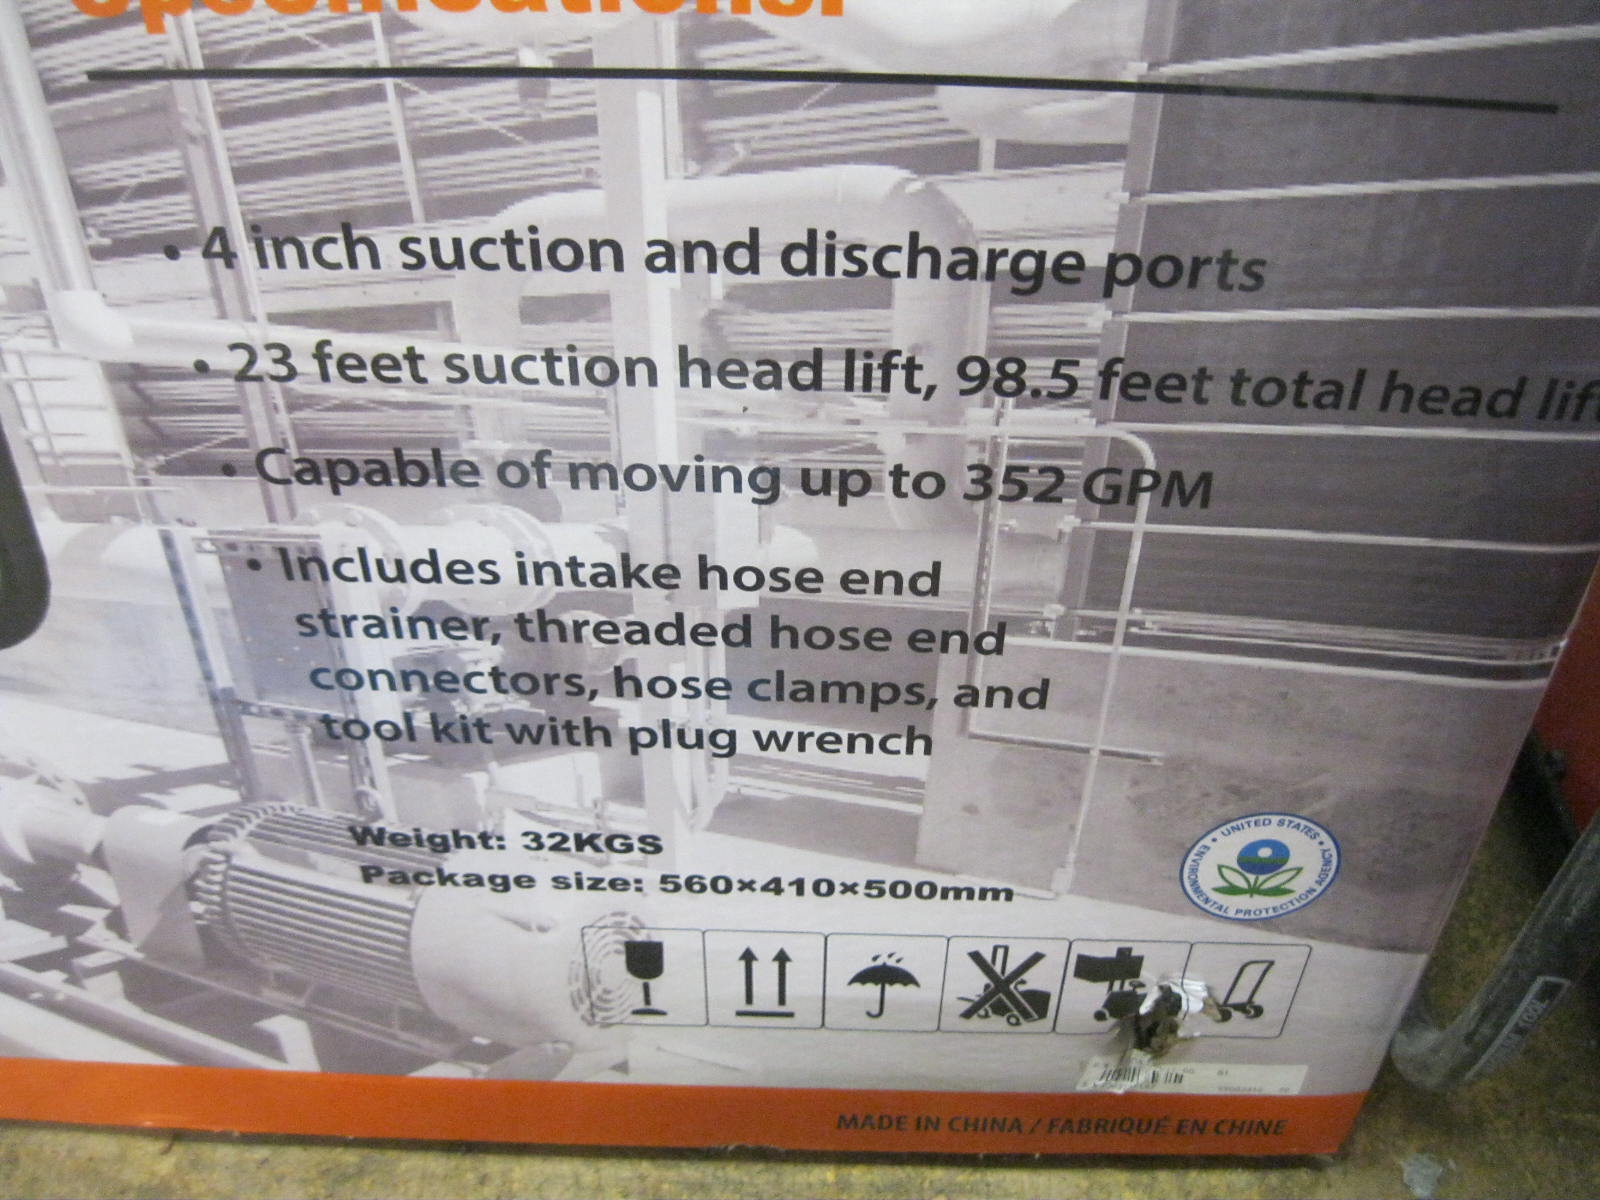 Specifications:
• 4 inch suction and discharge ports
• 23 feet suction head lift, 98.5 feet total head lift
• Capable of moving up to 352 GPM
• Includes intake hose end
strainer, threaded hose end
connectors, hose clamps, and
tool kit with plug wrench
Weight: 32KGS
Package size: 560×410×500mm
UNITED STATES • ENVIRONMENTAL PROTECTION AGENCY •
MADE IN CHINA / FABRIQUÉ EN CHINE